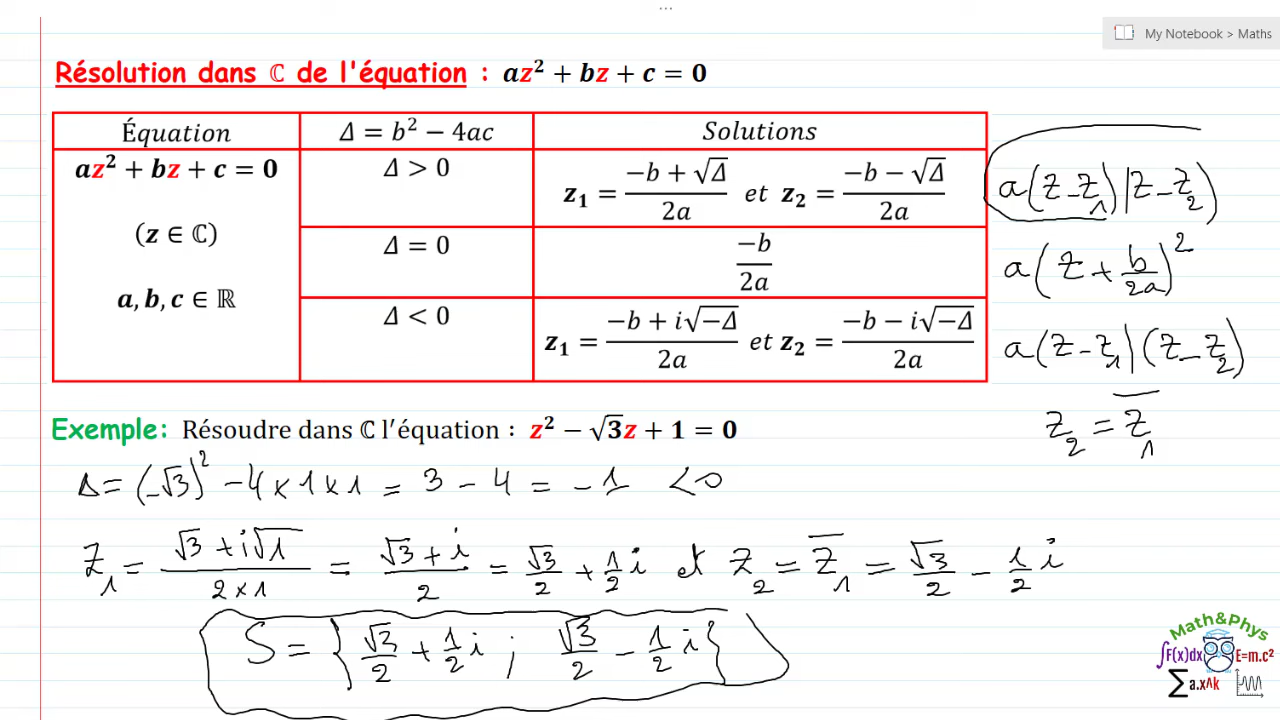 ...
My Notebook > Maths
Résolution dans ℂ de l'équation : az² + bz + c = 0
Équation
Δ = b² − 4ac
Solutions
az² + bz + c = 0
(z ∈ ℂ)
a, b, c ∈ ℝ
Δ > 0
z₁ = (−b + √Δ)/2a et z₂ = (−b − √Δ)/2a
Δ = 0
−b/2a
Δ < 0
z₁ = (−b + i√−Δ)/2a et z₂ = (−b − i√−Δ)/2a
a(z − z₁)(z − z₂)
a(z + b/2a)²
a(z − z₁)(z − z₂)
z₂ = z̅₁
Exemple: Résoudre dans ℂ l'équation : z² − √3z + 1 = 0
Δ = (−√3)² − 4 × 1 × 1 = 3 − 4 = −1 < 0
z₁ = (√3 + i√1)/(2 × 1) = (√3 + i)/2 = √3/2 + 1/2 i et z₂ = z̅₁ = √3/2 − 1/2 i
S = {√3/2 + 1/2 i ; √3/2 − 1/2 i}
Math&Phys
∫F(x)dx E=m.c²
∑ a.x∧k